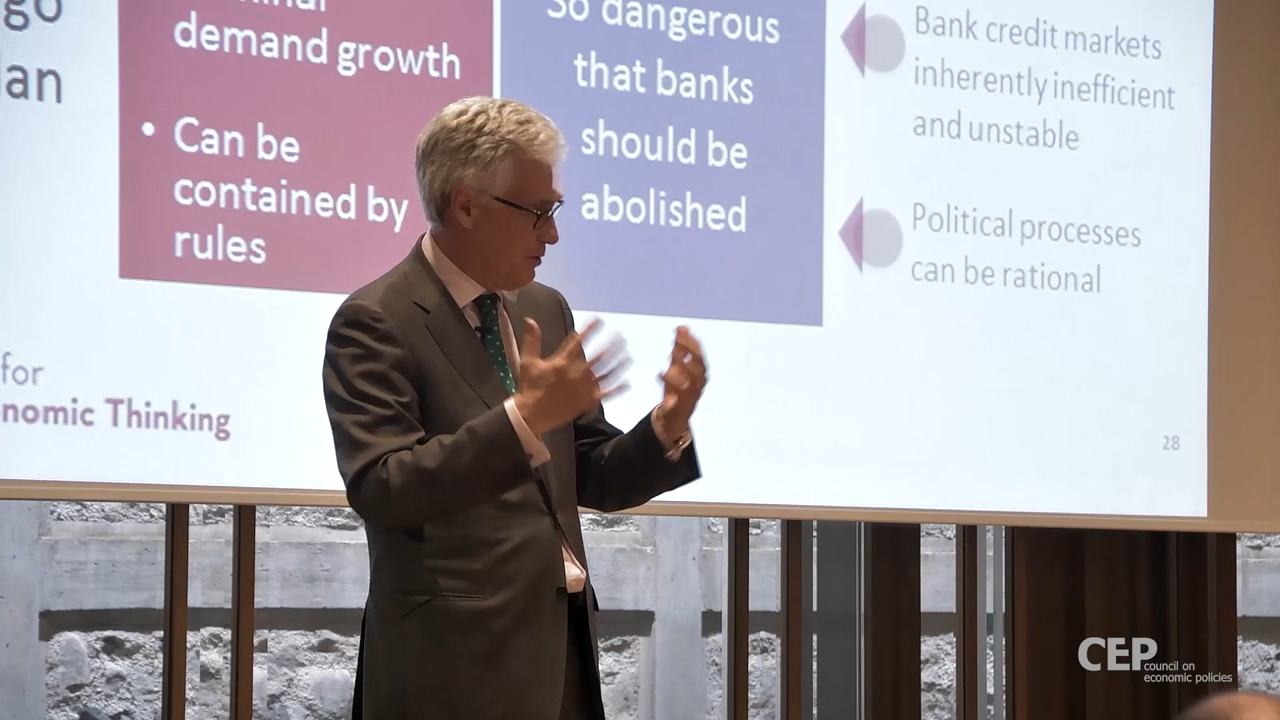 demand growth
• Can be
contained by
rules
So dangerous
that banks
should be
abolished
Bank credit markets
inherently inefficient
and unstable
Political processes
can be rational
for
Thinking
28
CEP
council on
economic policies